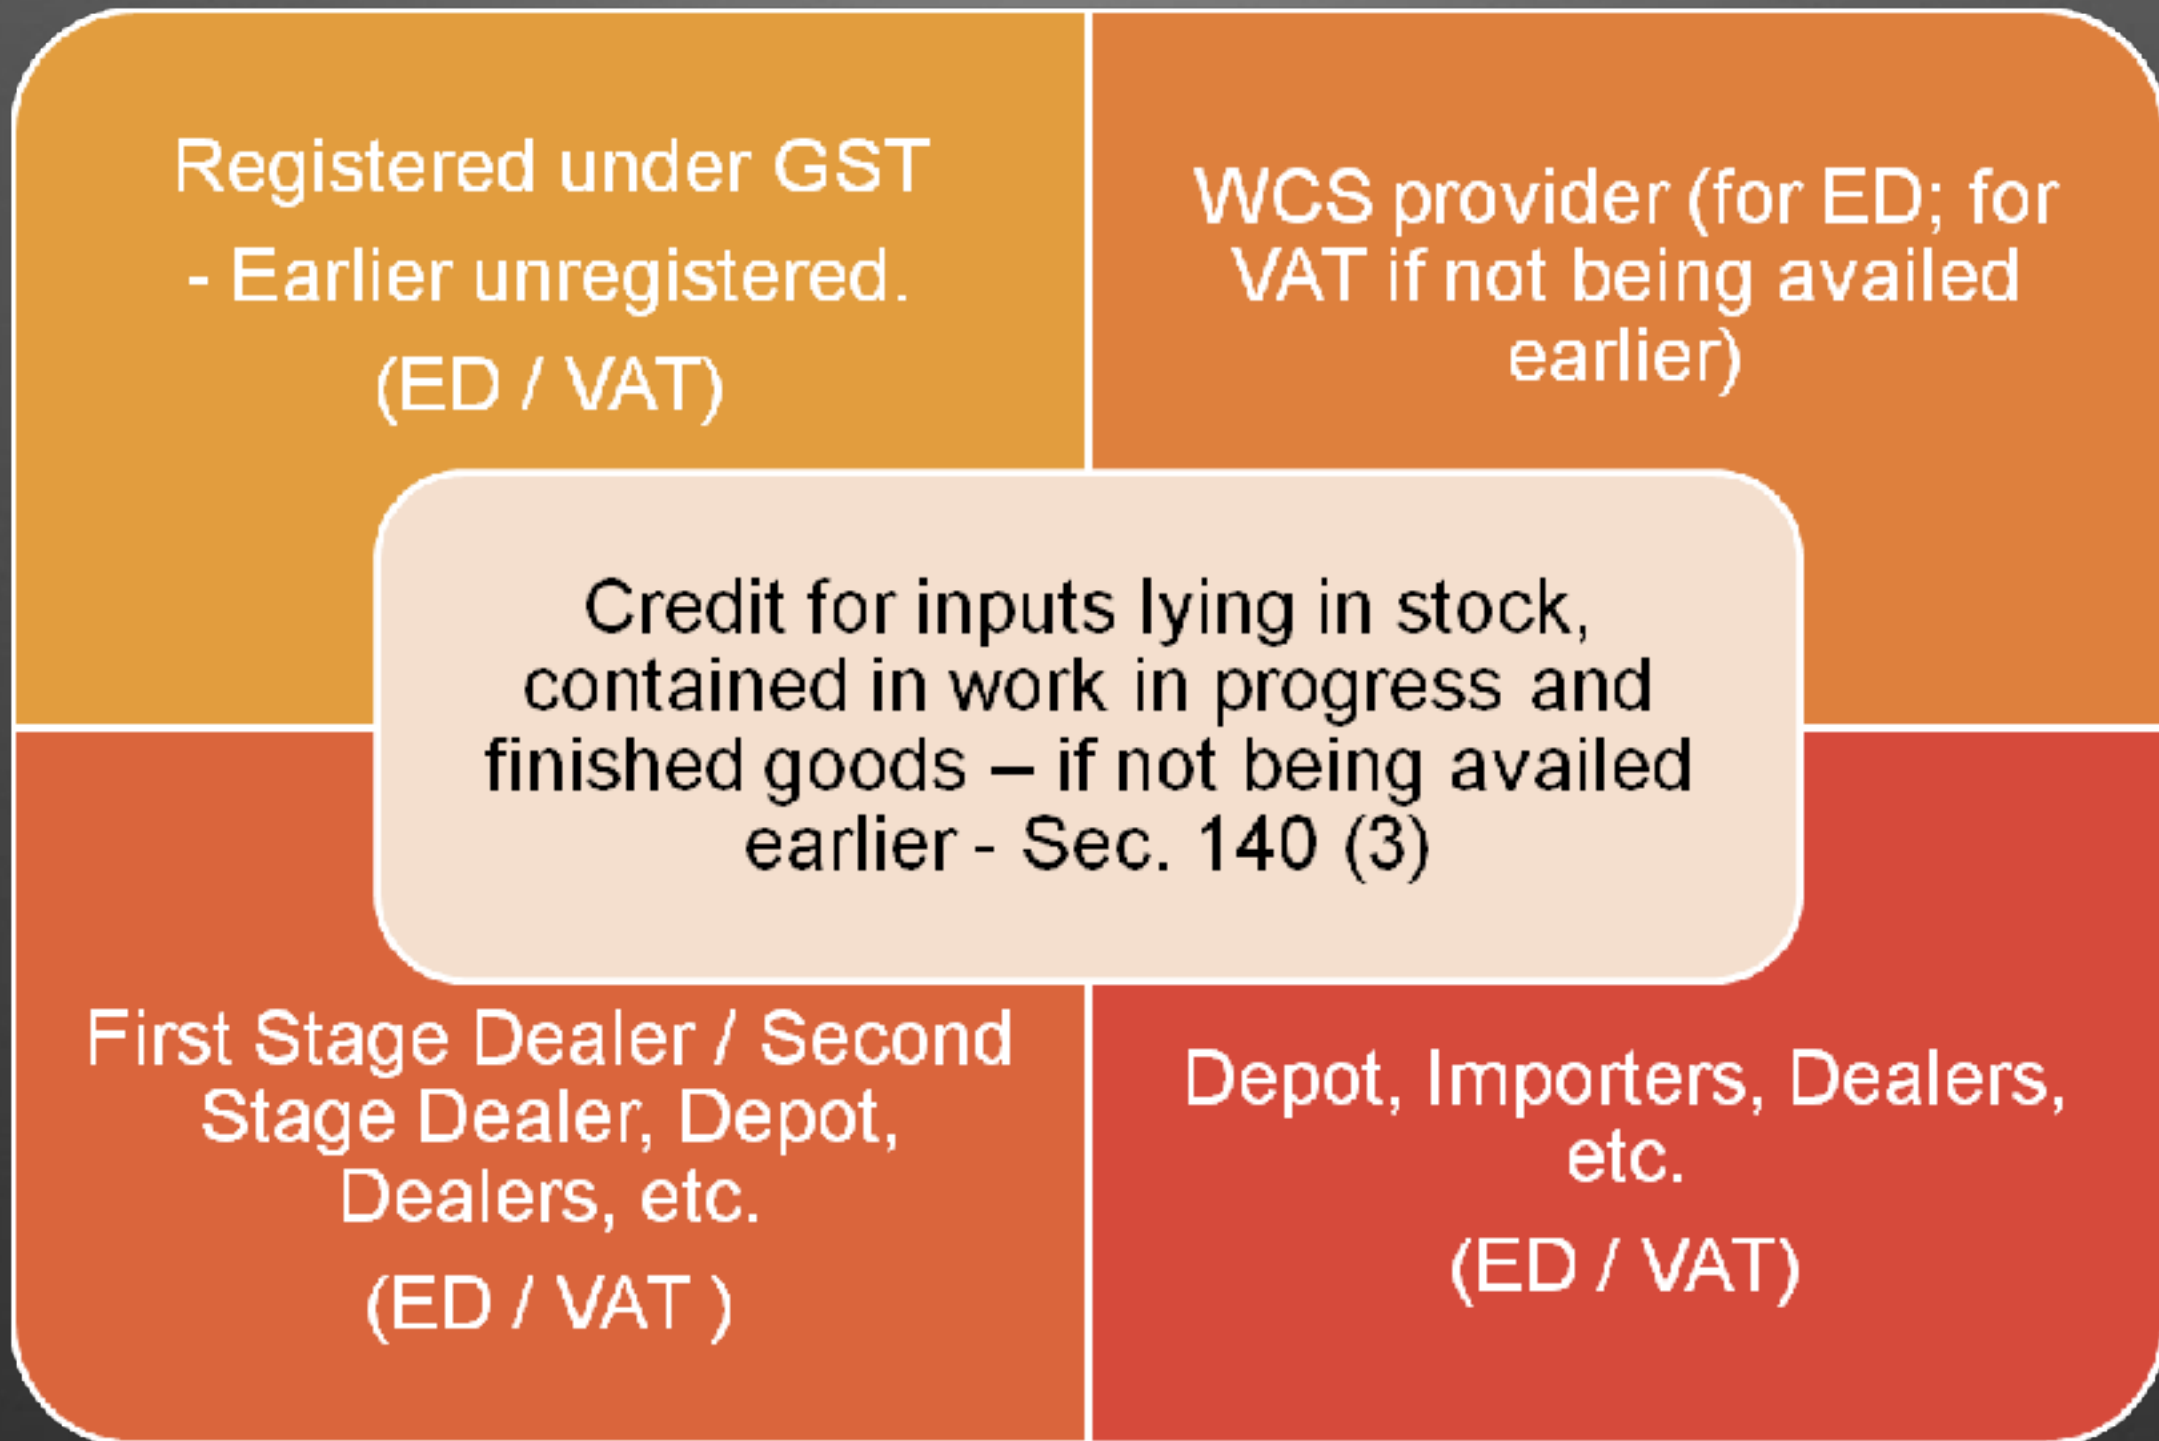 Registered under GST
- Earlier unregistered.
(ED / VAT)
WCS provider (for ED; for
VAT if not being availed
earlier)
Credit for inputs lying in stock,
contained in work in progress and
finished goods – if not being availed
earlier - Sec. 140 (3)
First Stage Dealer / Second
Stage Dealer, Depot,
Dealers, etc.
(ED / VAT )
Depot, Importers, Dealers,
etc.
(ED / VAT)